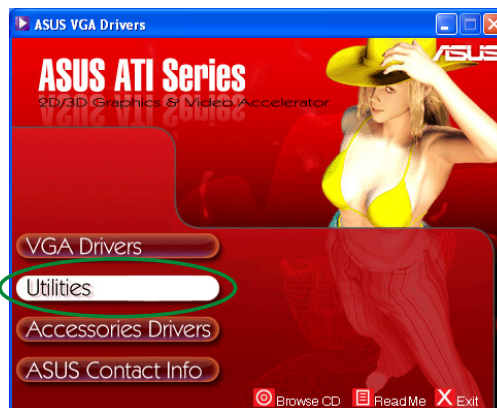 ASUS VGA Drivers
ASUS
ASUS ATI Series
2D/3D Graphics & Video Accelerator
VGA Drivers
Utilities
Accessories Drivers
ASUS Contact Info
Browse CD
ReadMe
Exit